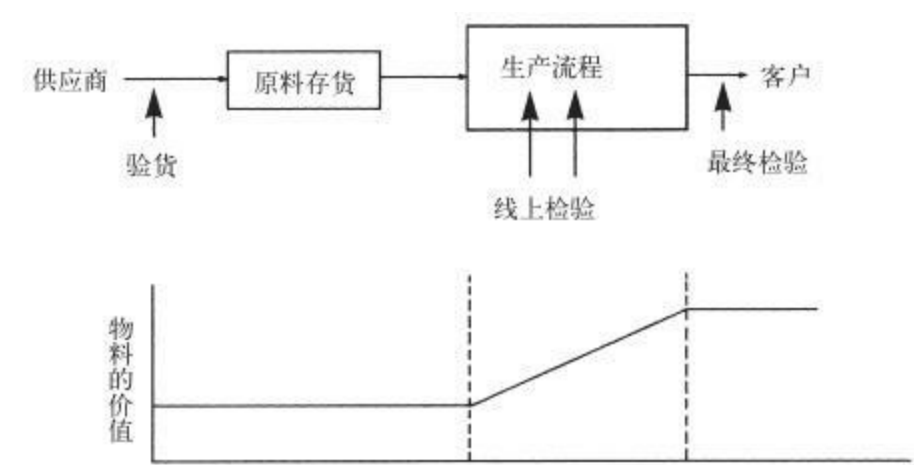 供应商
原料存货
生产流程
客户
验货
线上检验
最终检验
物料的价值